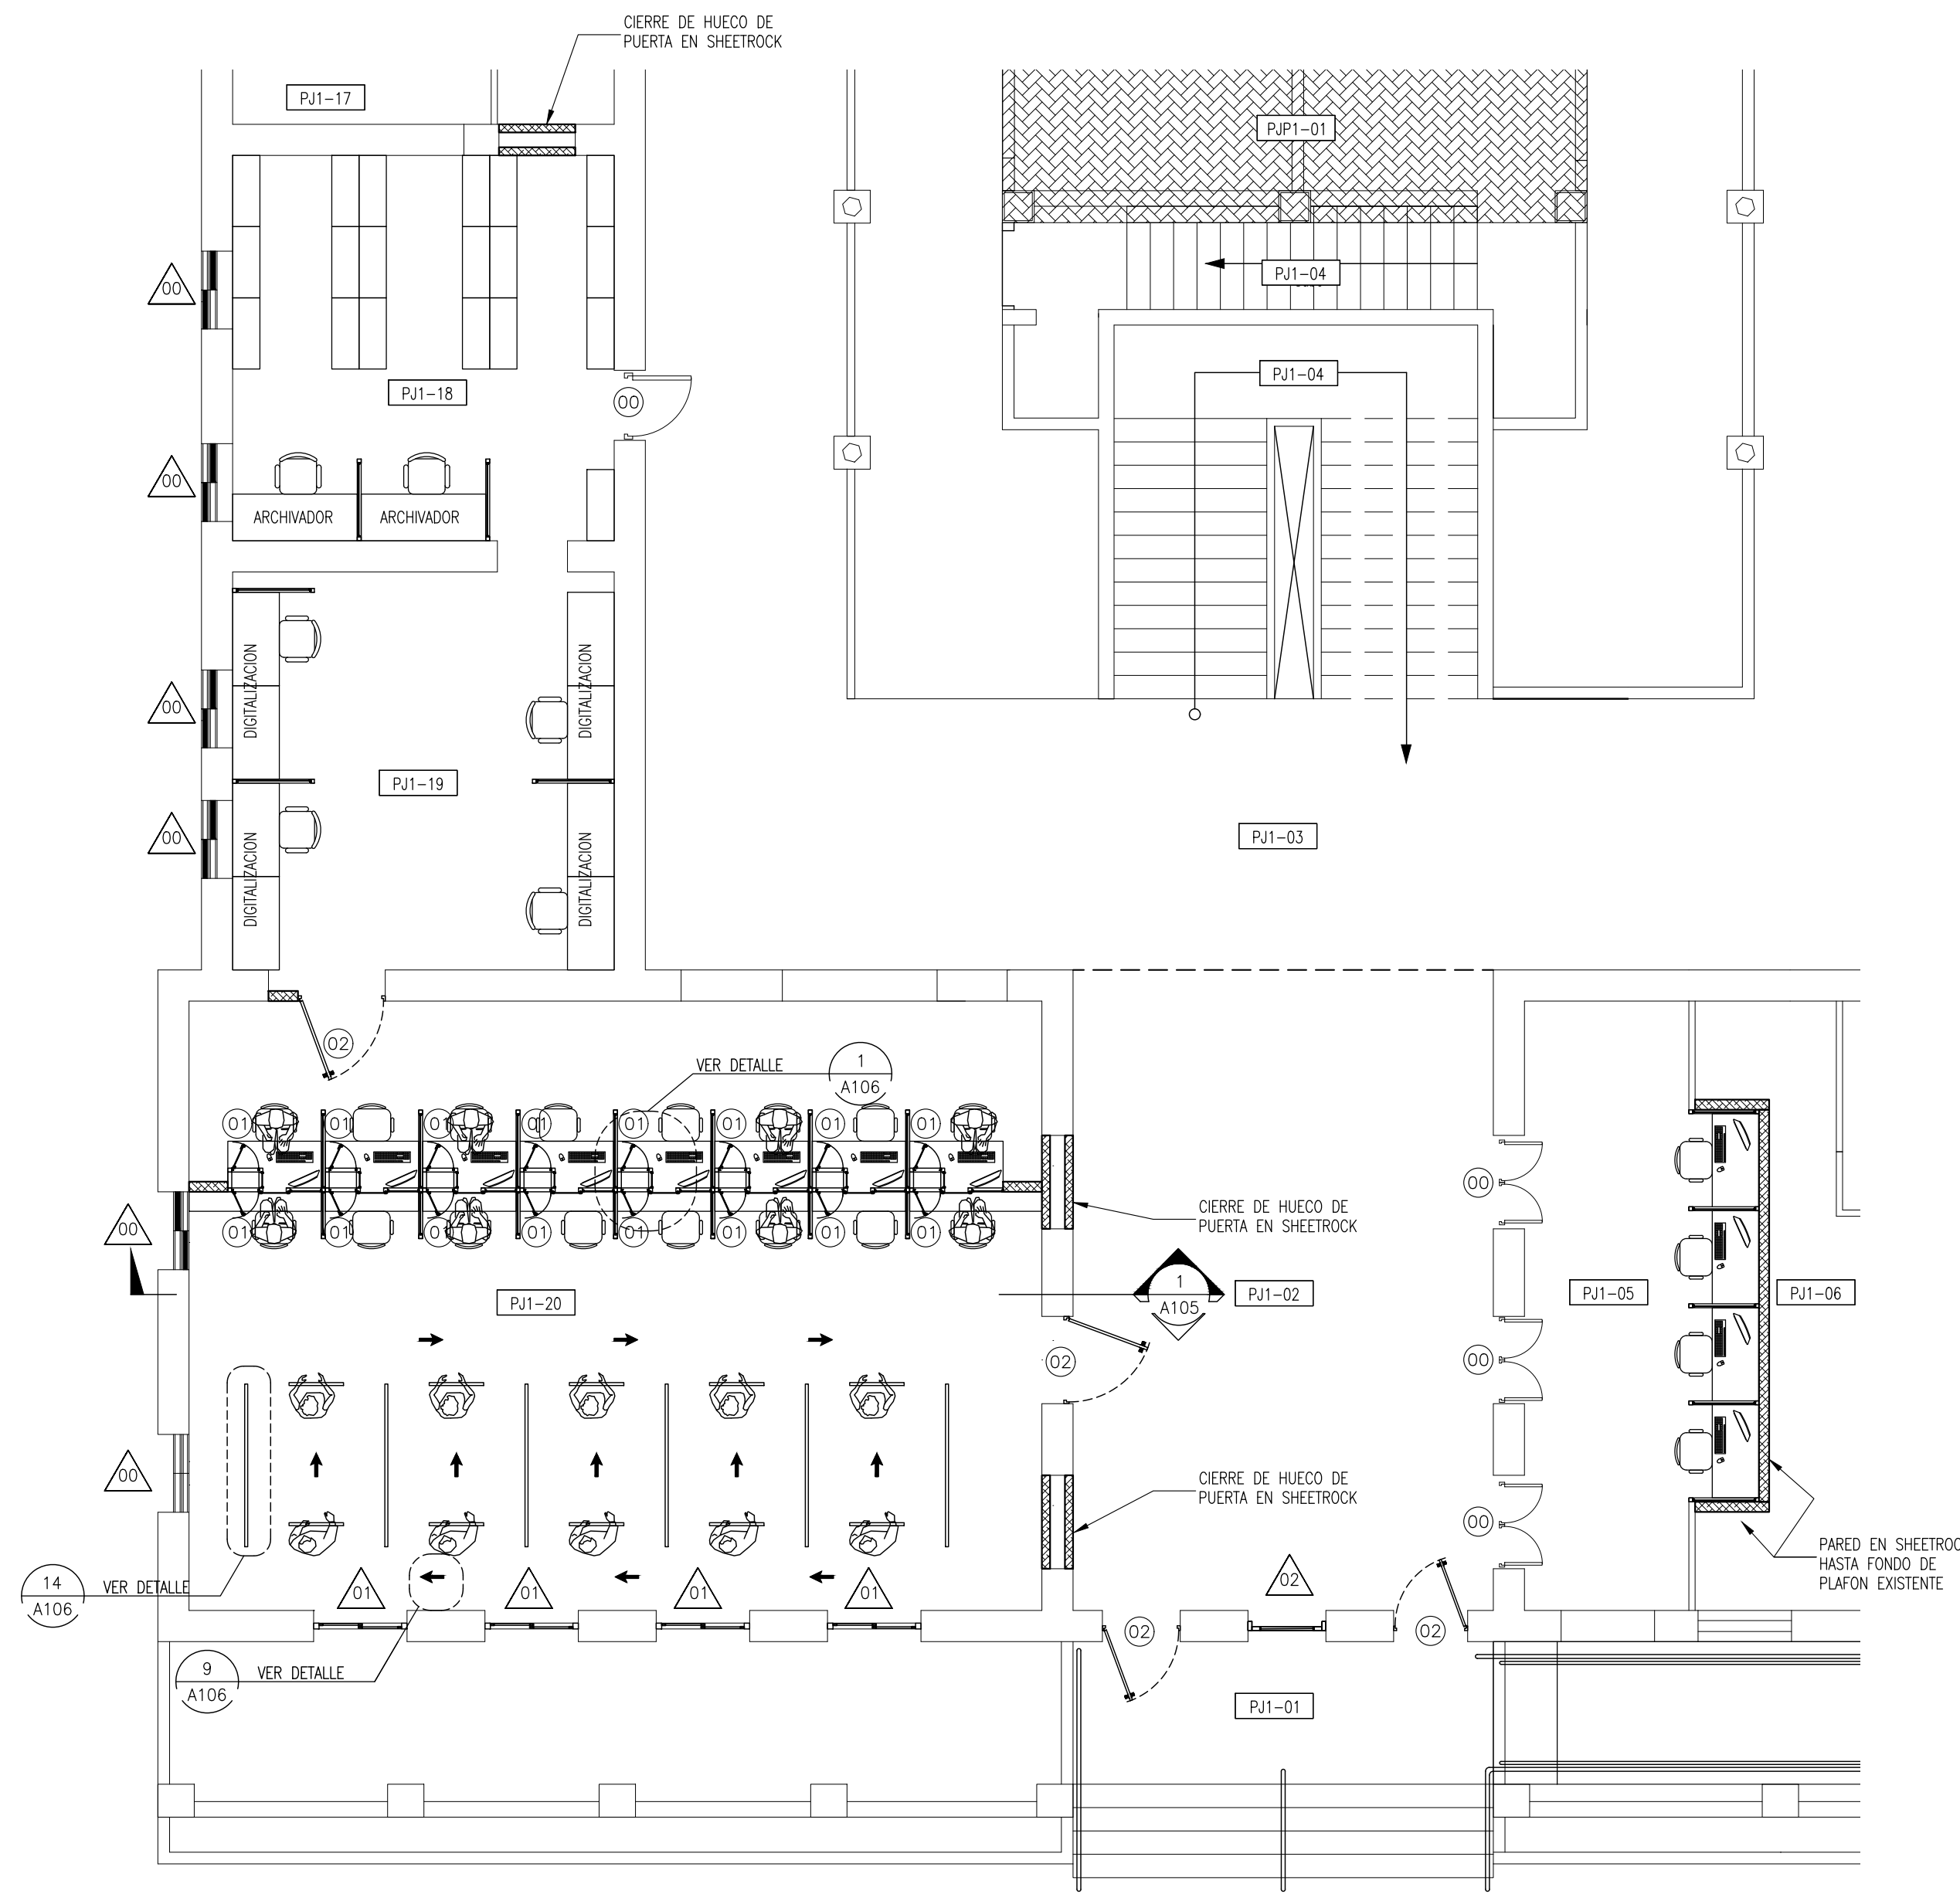 CIERRE DE HUECO DE
PUERTA EN SHEETROCK
PJ1-17
PJP1-01
PJ1-04
00
PJ1-04
PJ1-18
00
00
ARCHIVADOR
ARCHIVADOR
DIGITALIZACION
DIGITALIZACION
00
PJ1-19
00
PJ1-03
DIGITALIZACION
DIGITALIZACION
02
VER DETALLE
1
A106
01
01
01
01
01
01
01
01
00
01
01
01
01
01
01
01
01
CIERRE DE HUECO DE
PUERTA EN SHEETROCK
00
PJ1-20
1
A105
PJ1-02
PJ1-05
PJ1-06
02
00
00
CIERRE DE HUECO DE
PUERTA EN SHEETROCK
00
PARED EN SHEETROC
HASTA FONDO DE
PLAFON EXISTENTE
14
A106
VER DETALLE
01
01
01
01
02
02
02
9
A106
VER DETALLE
PJ1-01